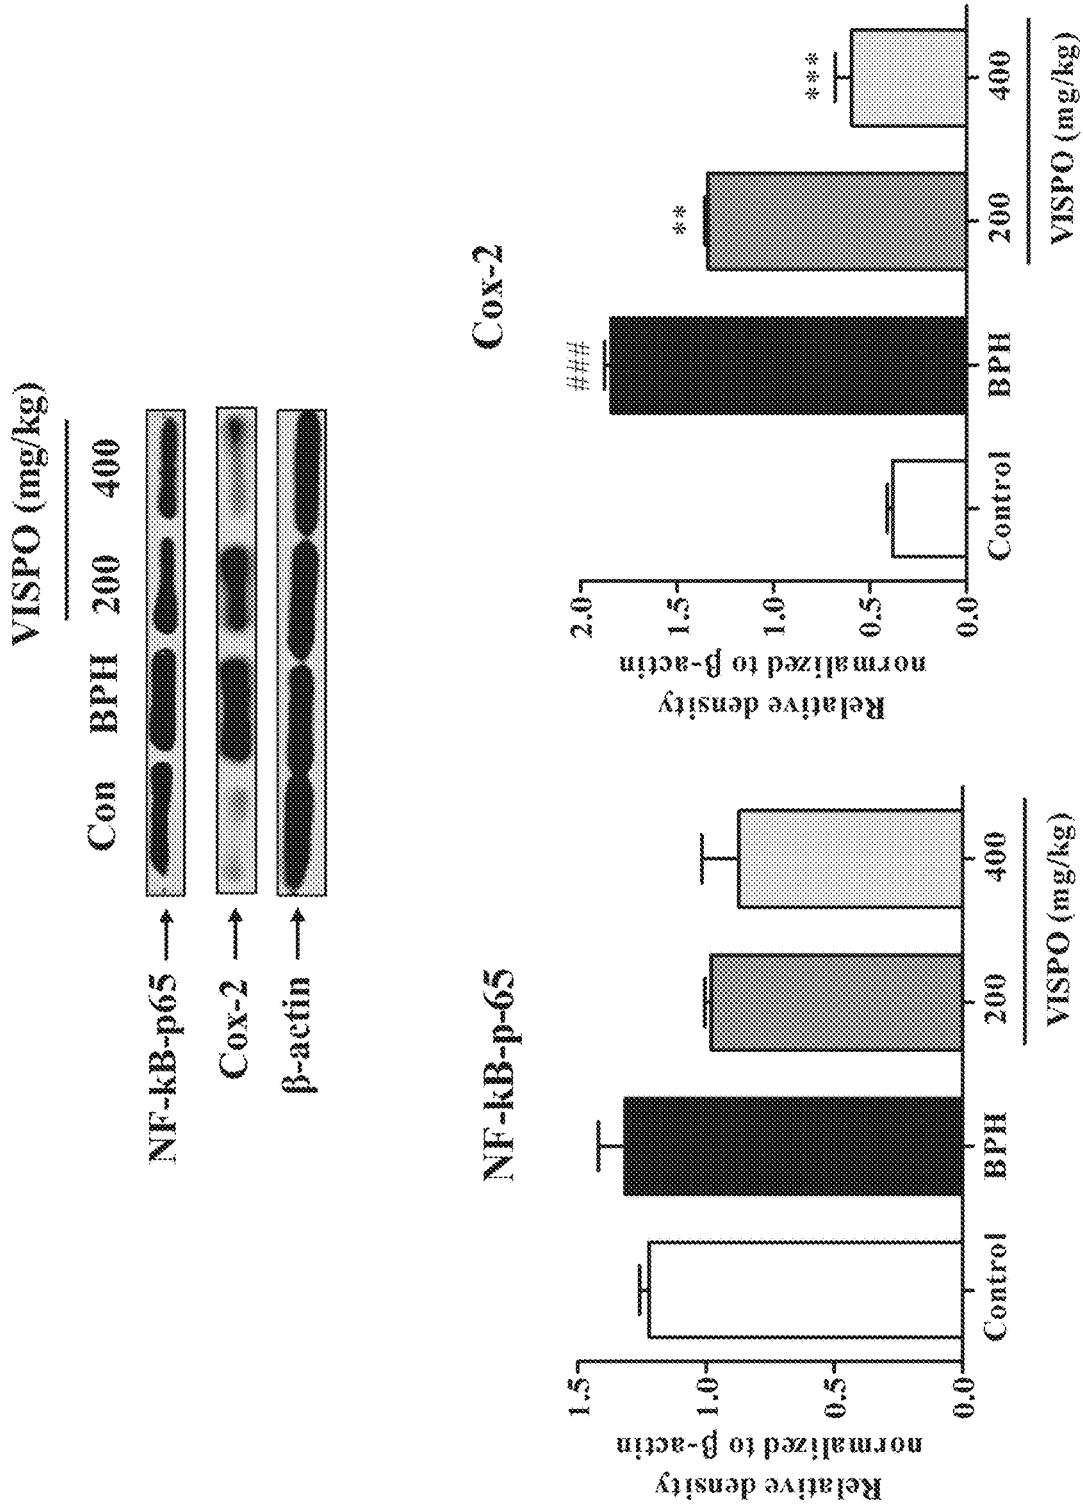 VISPO (mg/kg)
Con BPH 200 400
NF-kB-p65
Cox-2
β-actin
NF-kB-p-65
Relative density
normalized to β-actin
1.5
1.0
0.5
0.0
Control BPH 200 400
VISPO (mg/kg)
Cox-2
Relative density
normalized to β-actin
2.0
1.5
1.0
0.5
0.0
###
**
***
Control BPH 200 400
VISPO (mg/kg)